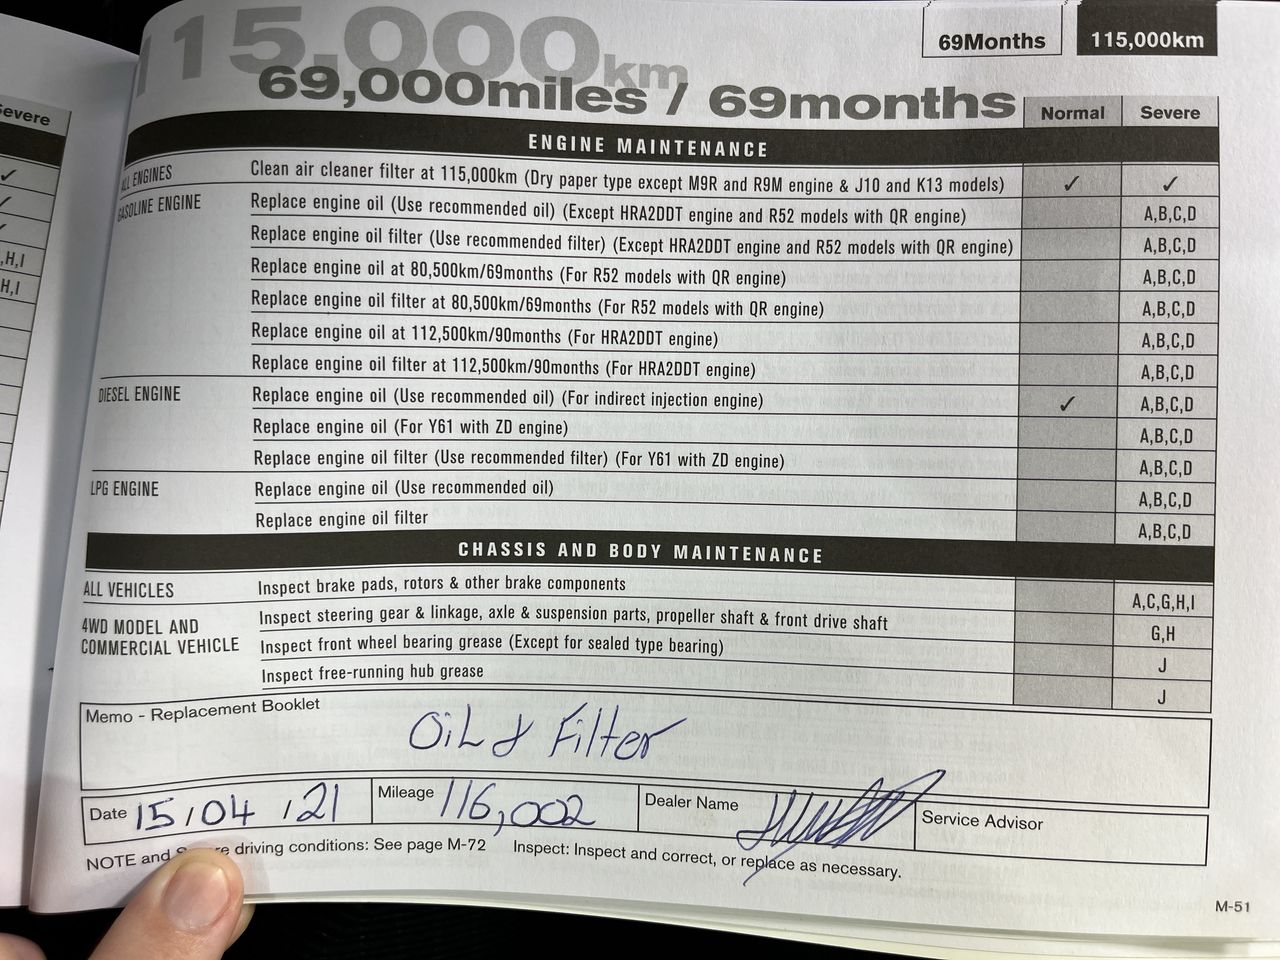 evere
✓
,H,I
H,I
115,000km
69,000miles / 69months
69Months 115,000km
Normal Severe
ENGINE MAINTENANCE
ALL ENGINES Clean air cleaner filter at 115,000km (Dry paper type except M9R and R9M engine & J10 and K13 models) ✓ ✓
GASOLINE ENGINE Replace engine oil (Use recommended oil) (Except HRA2DDT engine and R52 models with QR engine) A,B,C,D
Replace engine oil filter (Use recommended filter) (Except HRA2DDT engine and R52 models with QR engine) A,B,C,D
Replace engine oil at 80,500km/69months (For R52 models with QR engine) A,B,C,D
Replace engine oil filter at 80,500km/69months (For R52 models with QR engine) A,B,C,D
Replace engine oil at 112,500km/90months (For HRA2DDT engine) A,B,C,D
Replace engine oil filter at 112,500km/90months (For HRA2DDT engine) A,B,C,D
DIESEL ENGINE Replace engine oil (Use recommended oil) (For indirect injection engine) ✓ A,B,C,D
Replace engine oil (For Y61 with ZD engine) A,B,C,D
Replace engine oil filter (Use recommended filter) (For Y61 with ZD engine) A,B,C,D
LPG ENGINE Replace engine oil (Use recommended oil) A,B,C,D
Replace engine oil filter A,B,C,D
CHASSIS AND BODY MAINTENANCE
ALL VEHICLES Inspect brake pads, rotors & other brake components A,C,G,H,I
4WD MODEL AND COMMERCIAL VEHICLE Inspect steering gear & linkage, axle & suspension parts, propeller shaft & front drive shaft G,H
Inspect front wheel bearing grease (Except for sealed type bearing) J
Inspect free-running hub grease J
Memo - Replacement Booklet
Oil & Filter
Date 15/04/21 Mileage 116,002 Dealer Name Service Advisor
NOTE and driving conditions: See page M-72 Inspect: Inspect and correct, or replace as necessary.
M-51